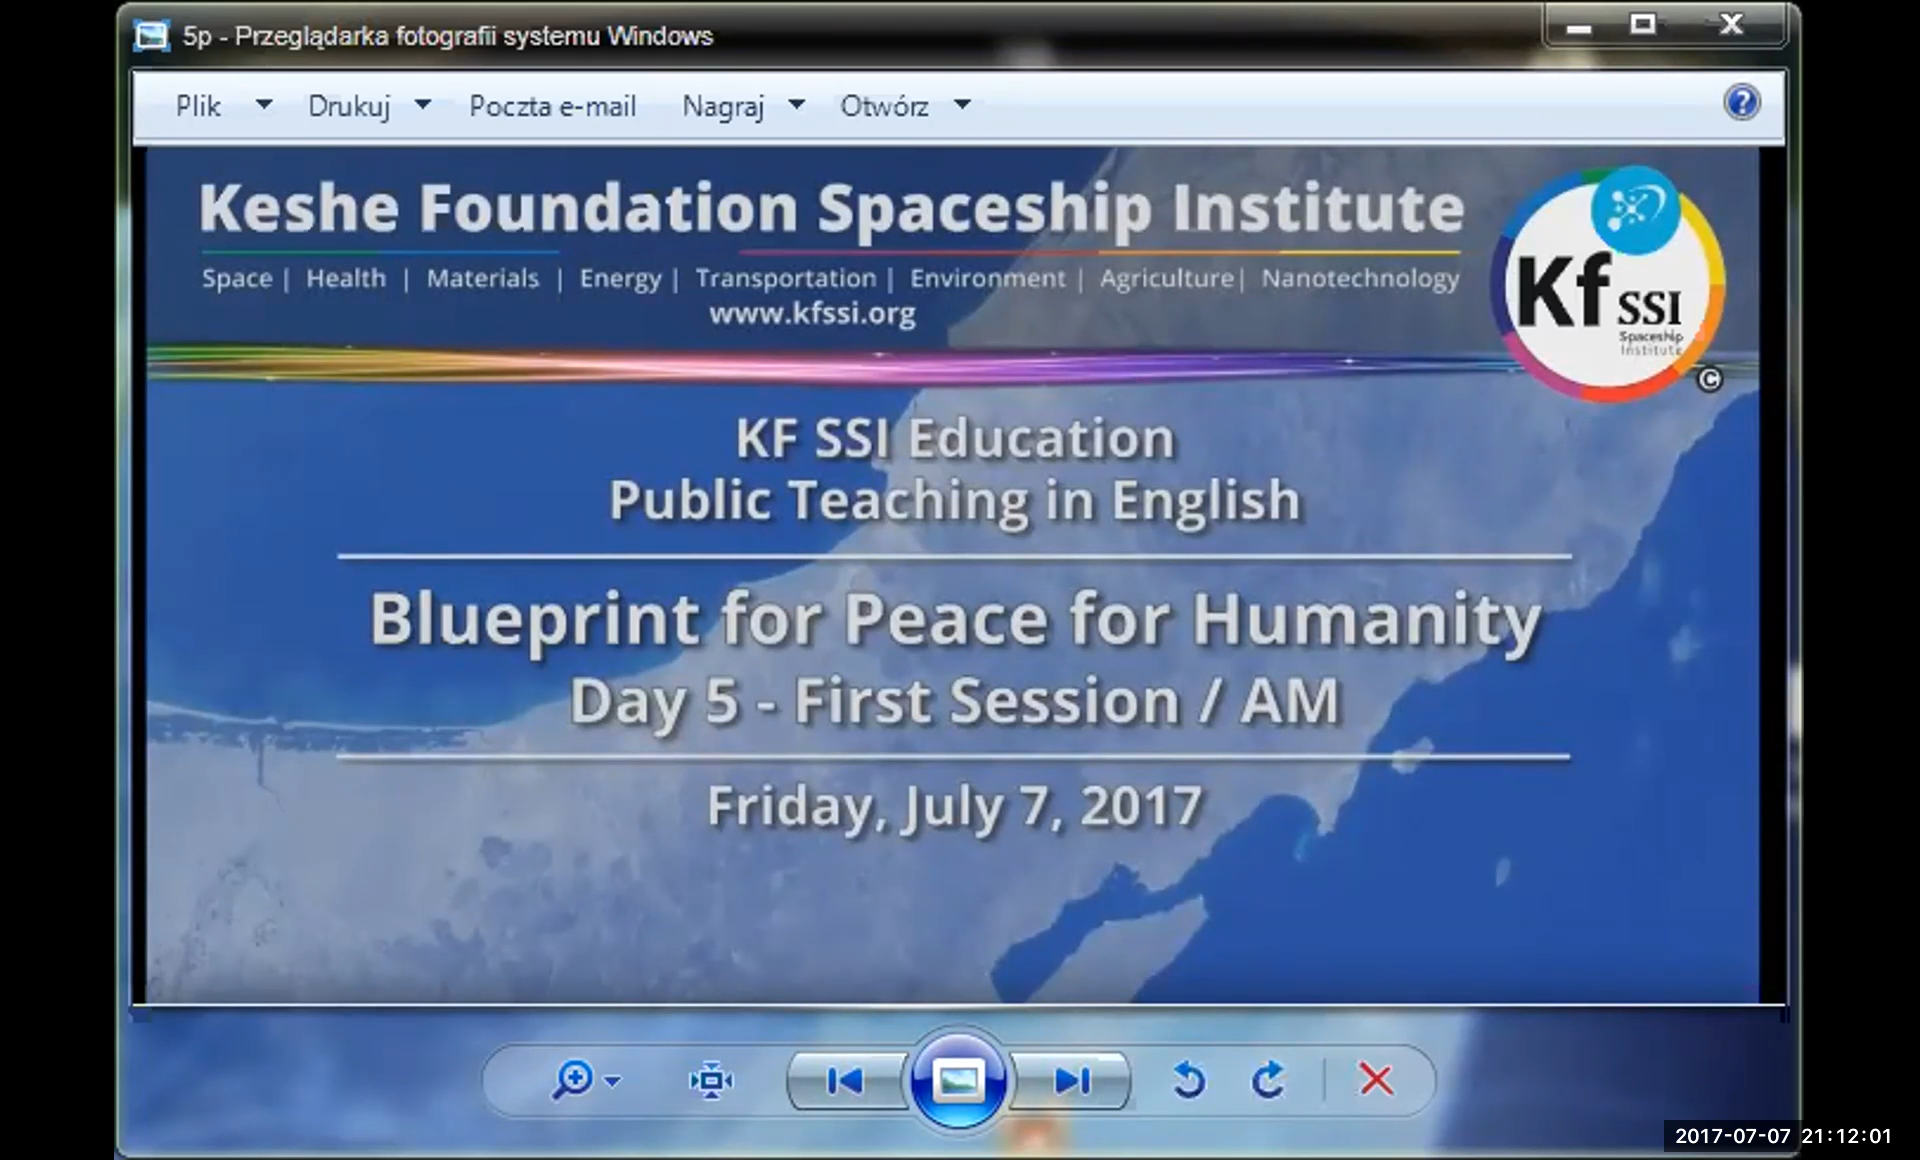 5p - Przeglądarka fotografii systemu Windows
Plik Drukuj Poczta e-mail Nagraj Otwórz
Keshe Foundation Spaceship Institute
Space | Health | Materials | Energy | Transportation | Environment | Agriculture | Nanotechnology
www.kfssi.org
Kf SSI
Spaceship
Institute
©
KF SSI Education
Public Teaching in English
Blueprint for Peace for Humanity
Day 5 - First Session / AM
Friday, July 7, 2017
2017-07-07 21:12:01